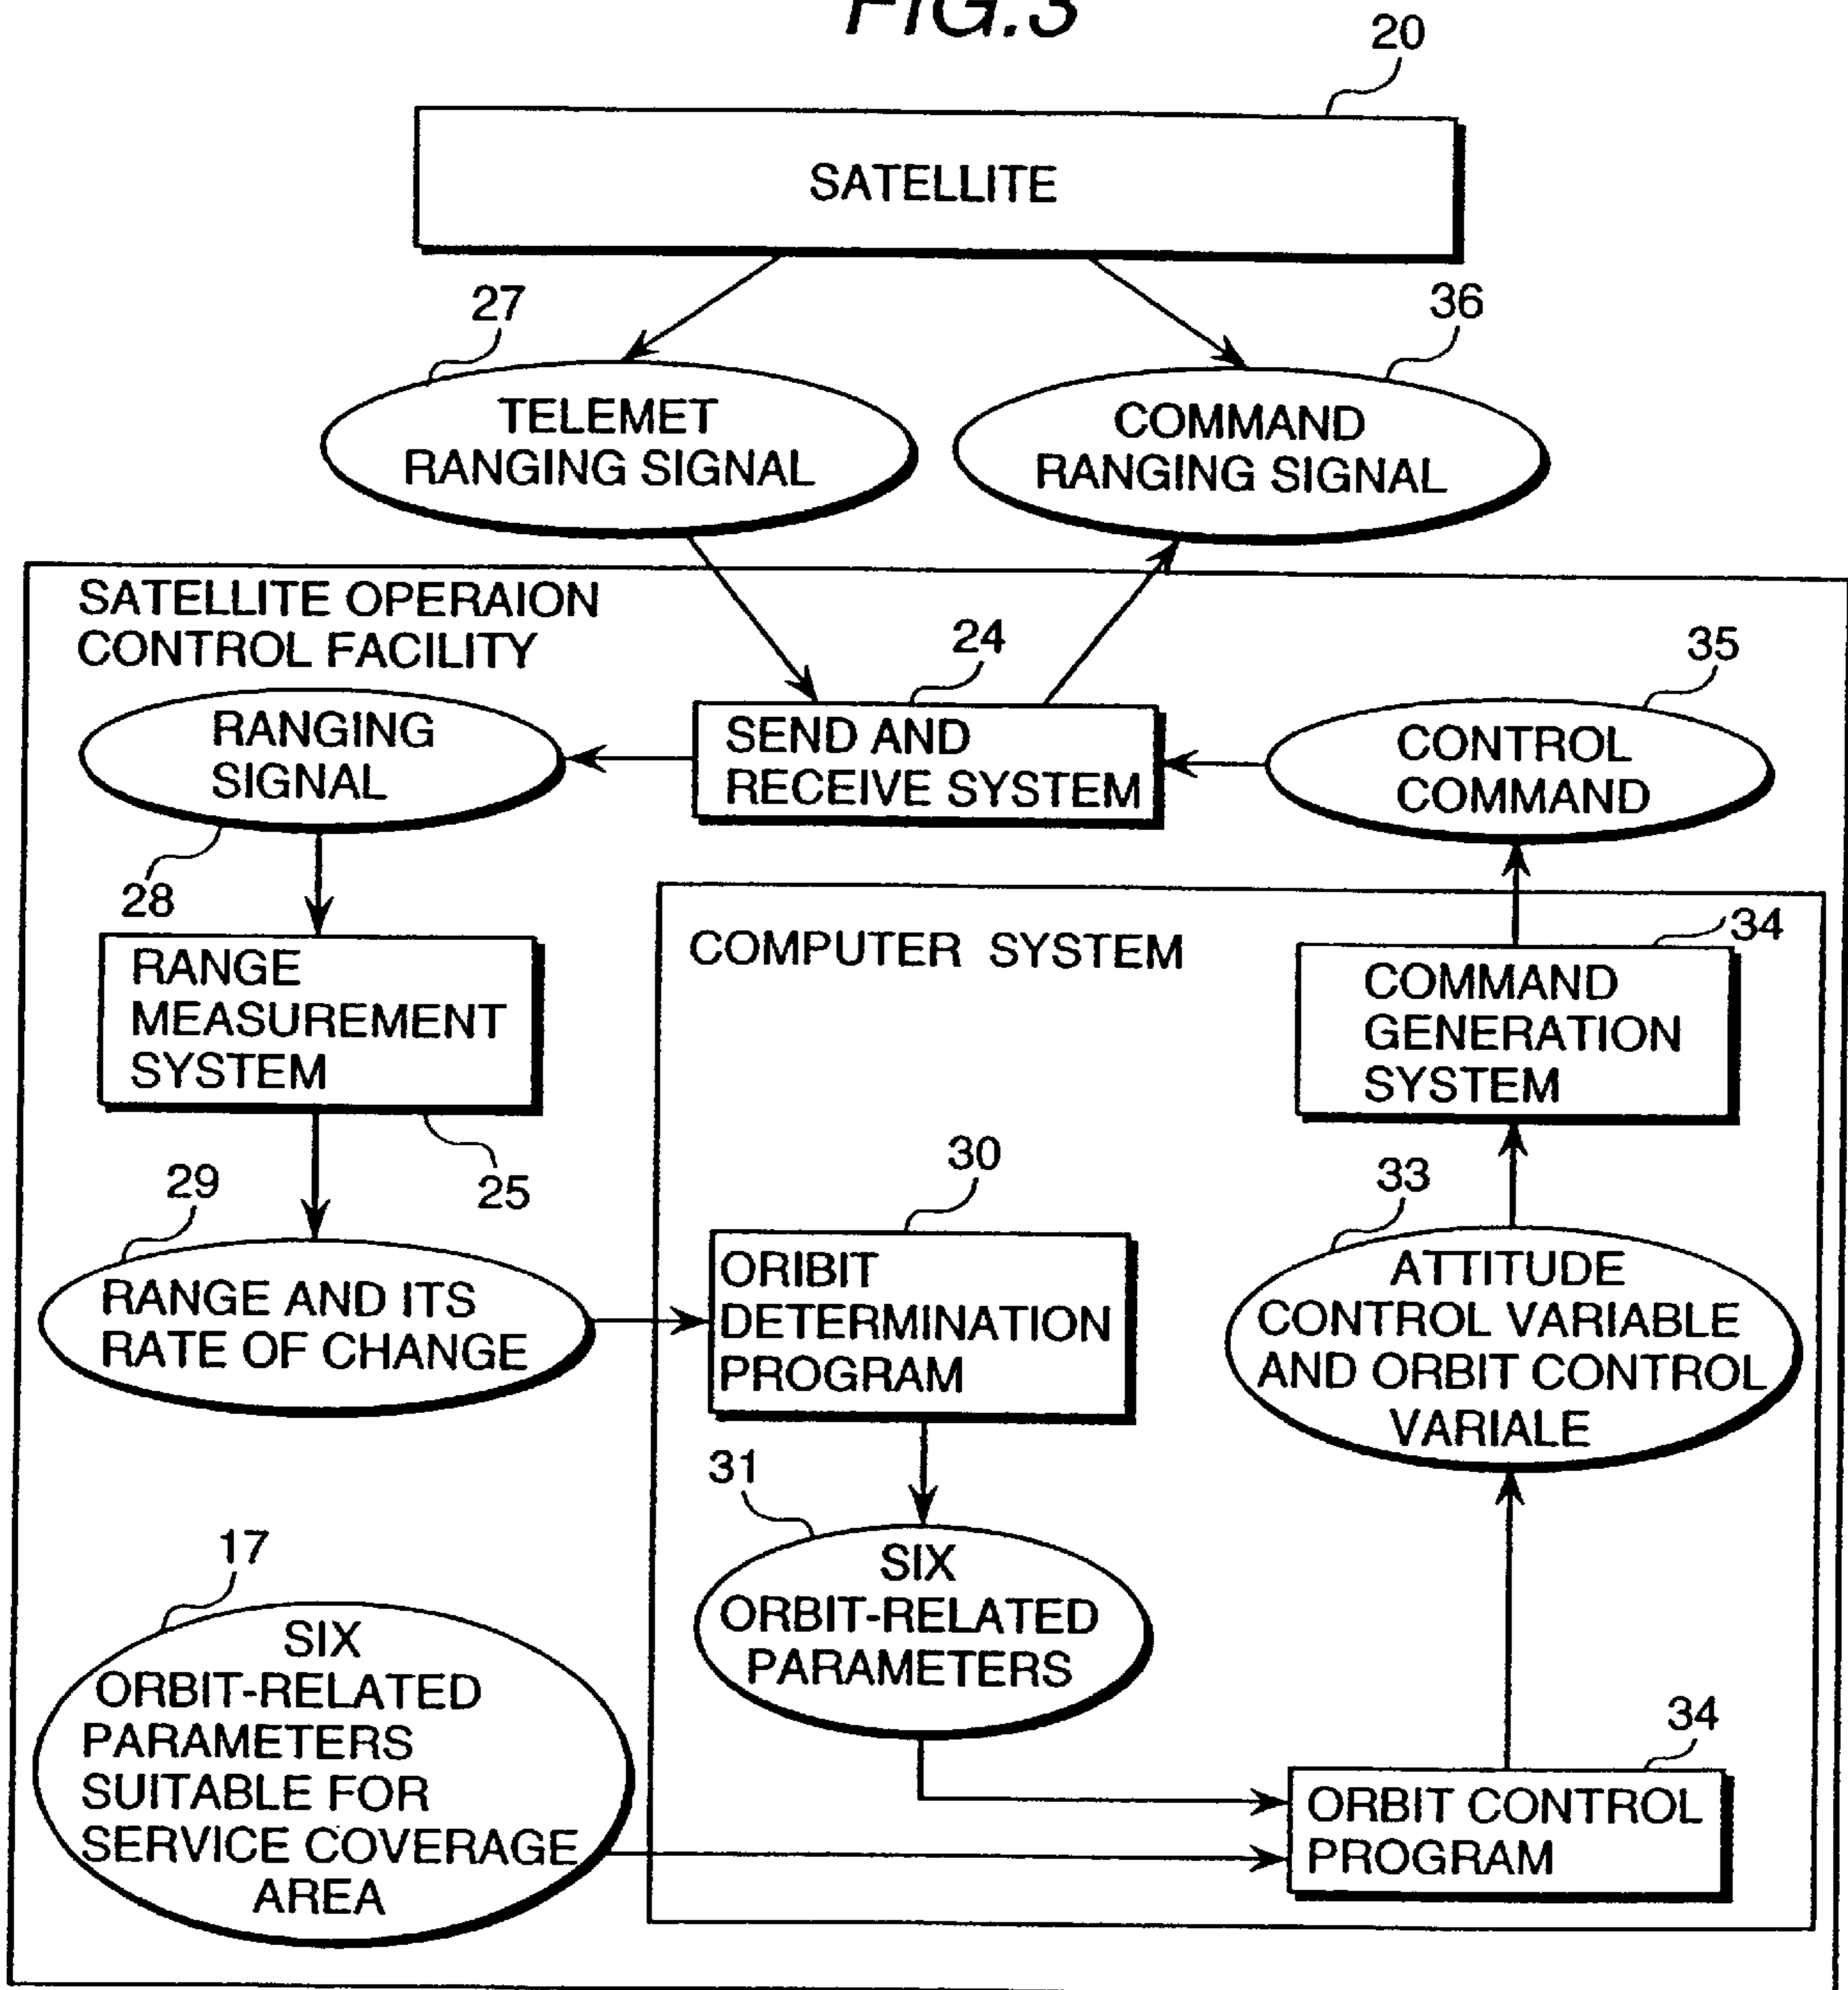 FIG.3
20
SATELLITE
27
36
TELEMET
RANGING SIGNAL
COMMAND
RANGING SIGNAL
SATELLITE OPERAION
CONTROL FACILITY
24
35
RANGING
SIGNAL
SEND AND
RECEIVE SYSTEM
CONTROL
COMMAND
28
34
RANGE
MEASUREMENT
SYSTEM
COMPUTER SYSTEM
COMMAND
GENERATION
SYSTEM
25
29
30
33
RANGE AND ITS
RATE OF CHANGE
ORIBIT
DETERMINATION
PROGRAM
ATTITUDE
CONTROL VARIABLE
AND ORBIT CONTROL
VARIALE
31
17
SIX
ORBIT-RELATED
PARAMETERS
SIX
ORBIT-RELATED
PARAMETERS
SUITABLE FOR
SERVICE COVERAGE
AREA
34
ORBIT CONTROL
PROGRAM